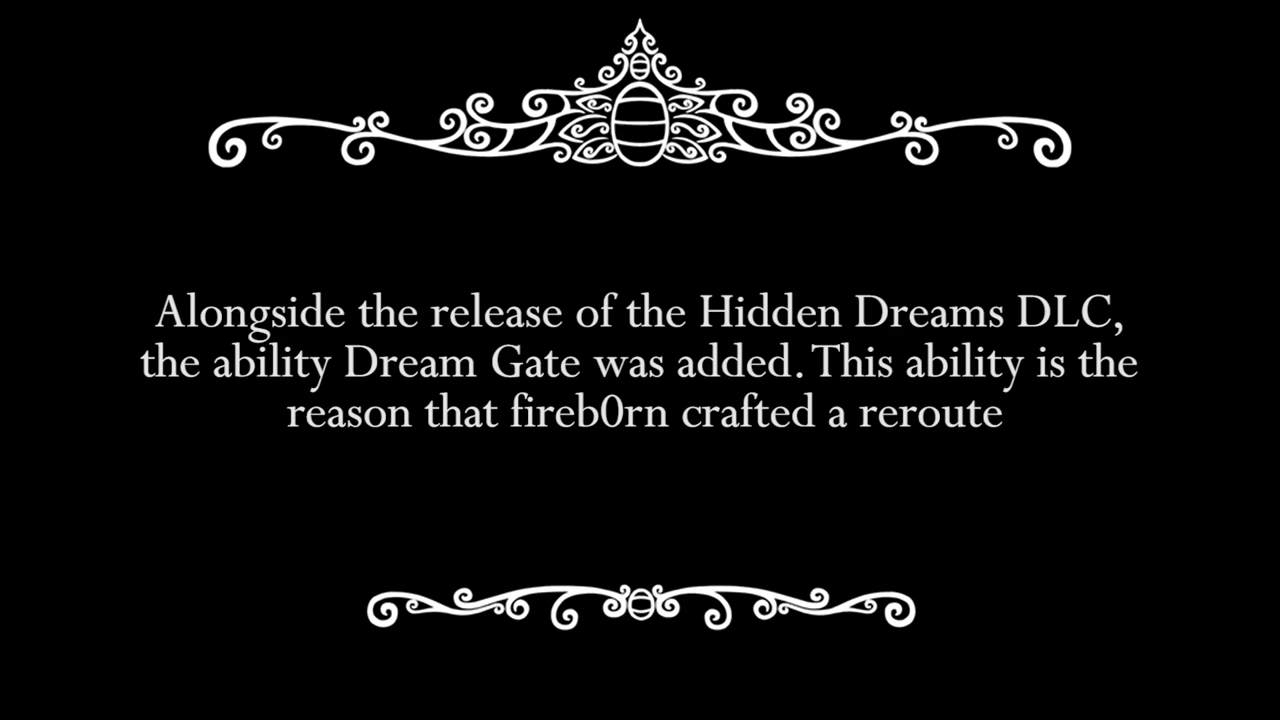 Alongside the release of the Hidden Dreams DLC,
the ability Dream Gate was added. This ability is the
reason that fireb0rn crafted a reroute